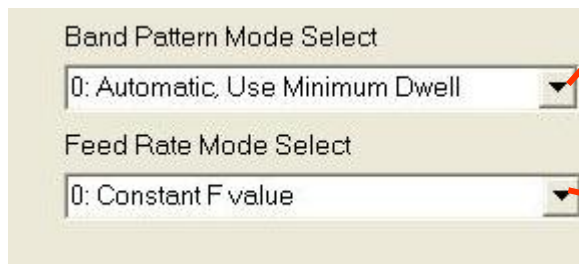 Band Pattern Mode Select
0: Automatic, Use Minimum Dwell
Feed Rate Mode Select
0: Constant F value